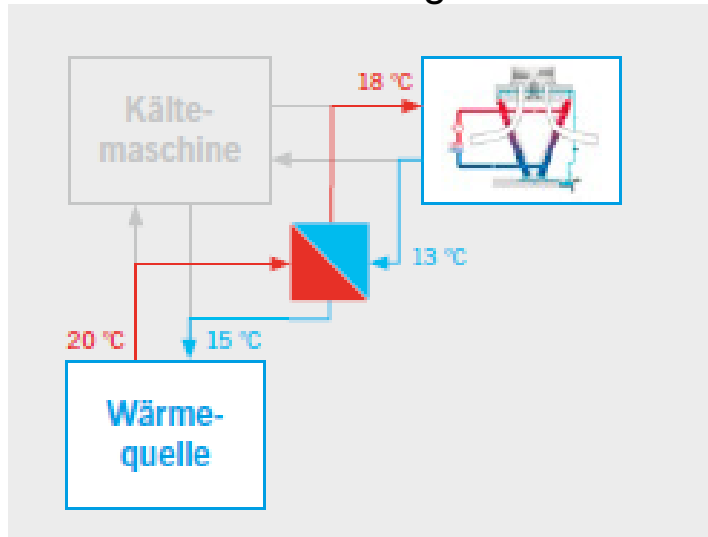 18 °C
Kälte-
maschine
13 °C
20 °C
15 °C
Wärme-
quelle